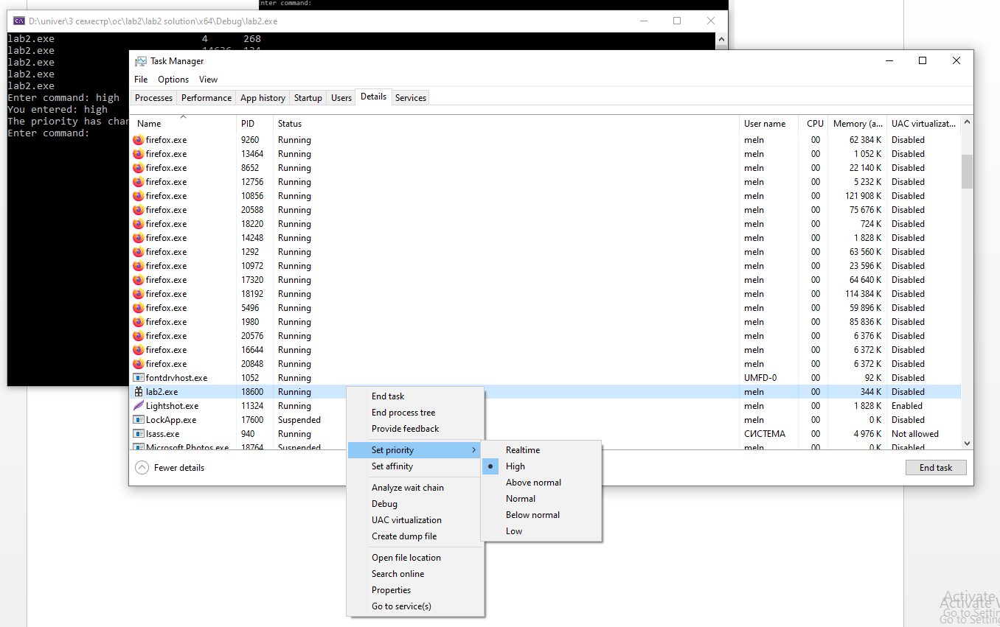 Enter command:
D:\univer\3 семестр\ос\lab2\lab2 solution\x64\Debug\lab2.exe
lab2.exe 4 268
lab2.exe 14636 134
lab2.exe
lab2.exe
lab2.exe
Enter command: high
You entered: high
The priority has chan
Enter command:
Task Manager
File Options View
Processes Performance App history Startup Users Details Services
Name PID Status User name CPU Memory (a... UAC virtualizat...
firefox.exe 9260 Running meln 00 62 384 K Disabled
firefox.exe 13464 Running meln 00 1 052 K Disabled
firefox.exe 8652 Running meln 00 22 140 K Disabled
firefox.exe 12756 Running meln 00 5 232 K Disabled
firefox.exe 10856 Running meln 00 121 908 K Disabled
firefox.exe 20588 Running meln 00 75 676 K Disabled
firefox.exe 18220 Running meln 00 724 K Disabled
firefox.exe 14248 Running meln 00 1 828 K Disabled
firefox.exe 1292 Running meln 00 63 560 K Disabled
firefox.exe 10972 Running meln 00 23 596 K Disabled
firefox.exe 17320 Running meln 00 64 640 K Disabled
firefox.exe 18192 Running meln 00 114 384 K Disabled
firefox.exe 5496 Running meln 00 59 896 K Disabled
firefox.exe 1980 Running meln 00 85 836 K Disabled
firefox.exe 20576 Running meln 00 6 376 K Disabled
firefox.exe 16644 Running meln 00 6 372 K Disabled
firefox.exe 20848 Running meln 00 6 372 K Disabled
fontdrvhost.exe 1052 Running UMFD-0 00 92 K Disabled
lab2.exe 18600 Running meln 00 344 K Disabled
Lightshot.exe 11324 Running meln 00 1 828 K Enabled
LockApp.exe 17600 Suspended meln 00 0 K Disabled
lsass.exe 940 Running СИСТЕМА 00 4 976 K Not allowed
Microsoft.Photos.exe 18764 Suspended meln 00 0 K Disabled
Fewer details
End task
End task
End process tree
Provide feedback
Set priority
Set affinity
Analyze wait chain
Debug
UAC virtualization
Create dump file
Open file location
Search online
Properties
Go to service(s)
Realtime
High
Above normal
Normal
Below normal
Low
Activate
Activate
Go to Settin
Go to Setting